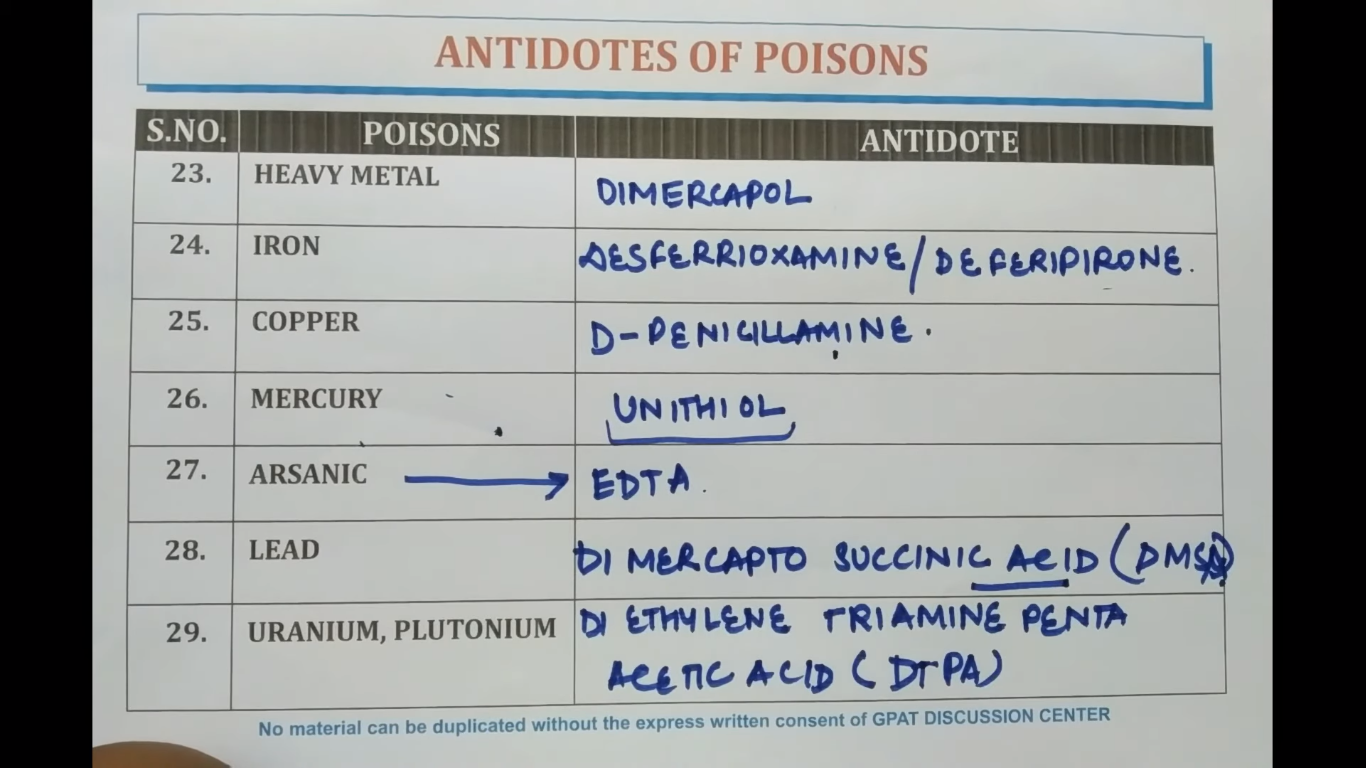 ANTIDOTES OF POISONS
S.NO. POISONS ANTIDOTE
23. HEAVY METAL DIMERCAPOL
24. IRON DESFERRIOXAMINE/DEFERIPIRONE.
25. COPPER D-PENICILLAMINE.
26. MERCURY UNITHIOL
27. ARSANIC → EDTA.
28. LEAD DI MERCAPTO SUCCINIC ACID (DMSA)
29. URANIUM, PLUTONIUM DI ETHYLENE TRIAMINE PENTA
ACETIC ACID (DTPA)
No material can be duplicated without the express written consent of GPAT DISCUSSION CENTER